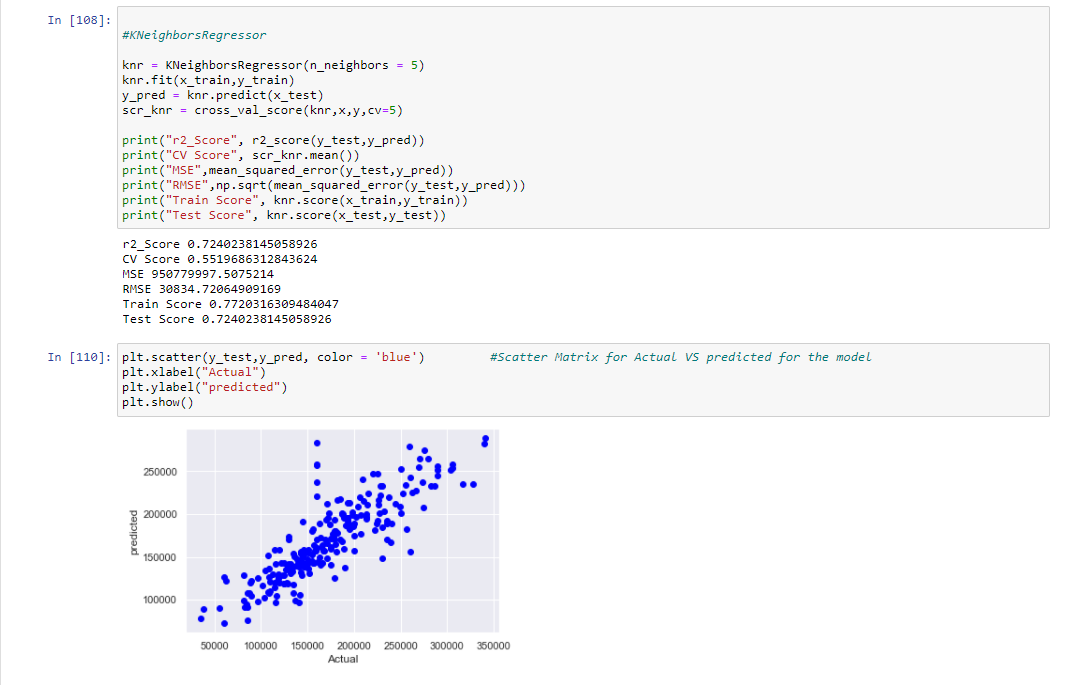 In [108]:
#KNeighborsRegressor
knr = KNeighborsRegressor(n_neighbors = 5)
knr.fit(x_train,y_train)
y_pred = knr.predict(x_test)
scr_knr = cross_val_score(knr,x,y,cv=5)
print("r2_Score", r2_score(y_test,y_pred))
print("CV Score", scr_knr.mean())
print("MSE",mean_squared_error(y_test,y_pred))
print("RMSE",np.sqrt(mean_squared_error(y_test,y_pred)))
print("Train Score", knr.score(x_train,y_train))
print("Test Score", knr.score(x_test,y_test))
r2_Score 0.7240238145058926
CV Score 0.5519686312843624
MSE 950779997.5075214
RMSE 30834.72064909169
Train Score 0.7720316309484047
Test Score 0.7240238145058926
In [110]:
plt.scatter(y_test,y_pred, color = 'blue') #Scatter Matrix for Actual VS predicted for the model
plt.xlabel("Actual")
plt.ylabel("predicted")
plt.show()
250000
200000
150000
100000
predicted
50000 100000 150000 200000 250000 300000 350000
Actual